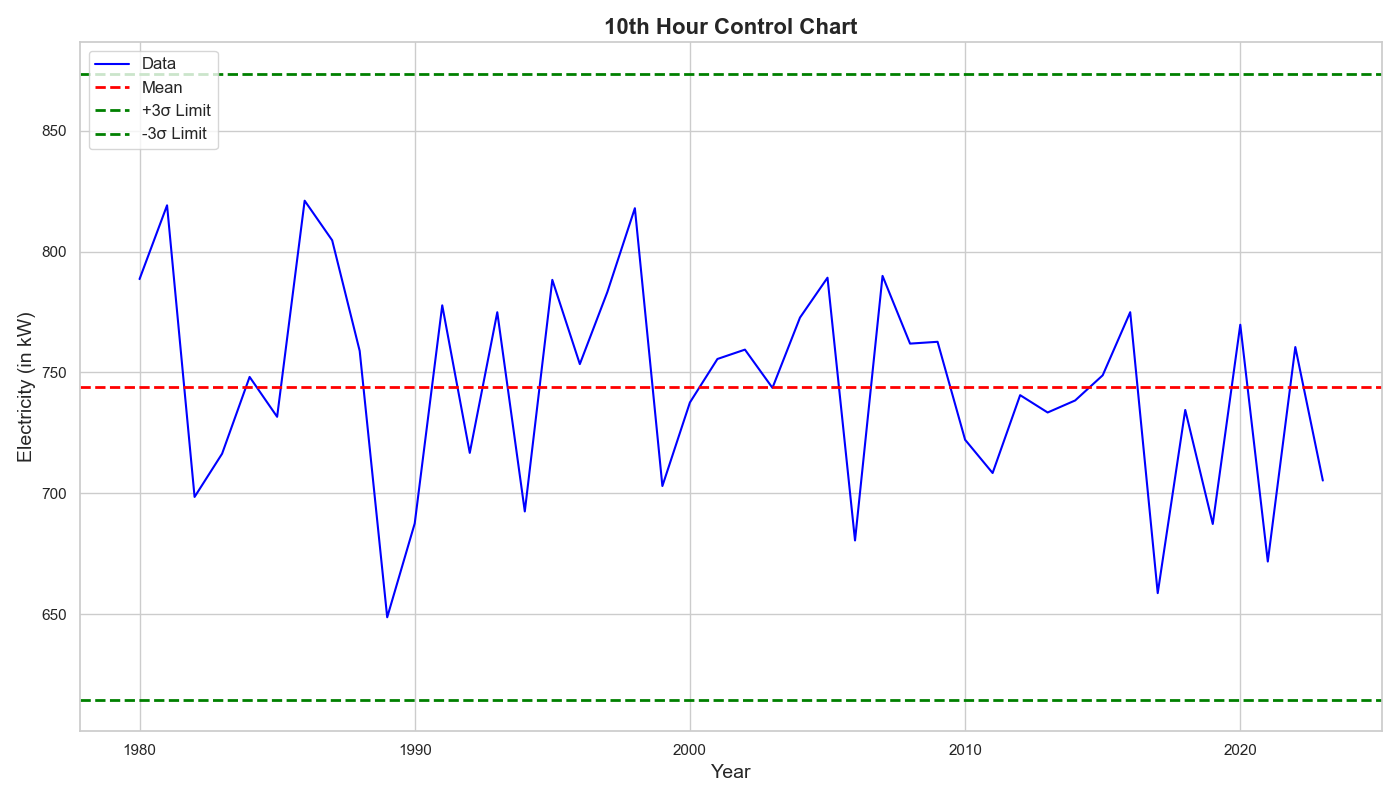 10th Hour Control Chart
Data
Mean
+3σ Limit
-3σ Limit
Electricity (in kW)
850
800
750
700
650
1980
1990
2000
2010
2020
Year